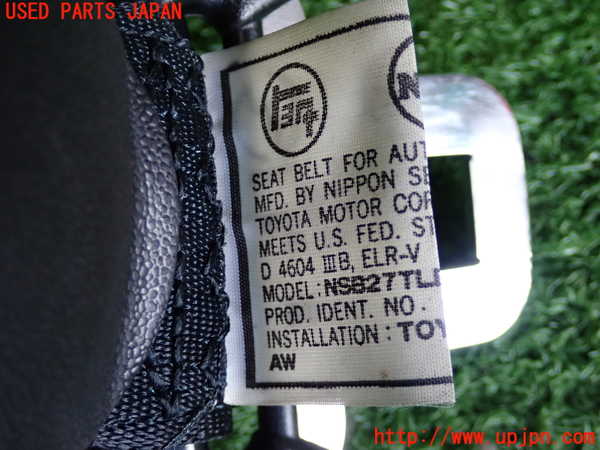 USED PARTS JAPAN
SEAT BELT FOR AUT
MFD. BY NIPPON SE
TOYOTA MOTOR COR
MEETS U.S. FED. ST
D 4604 IIIB, ELR-V
MODEL: NSB27TL
PROD. IDENT. NO.
INSTALLATION : TOY
AW
http://www.upjpn.com/